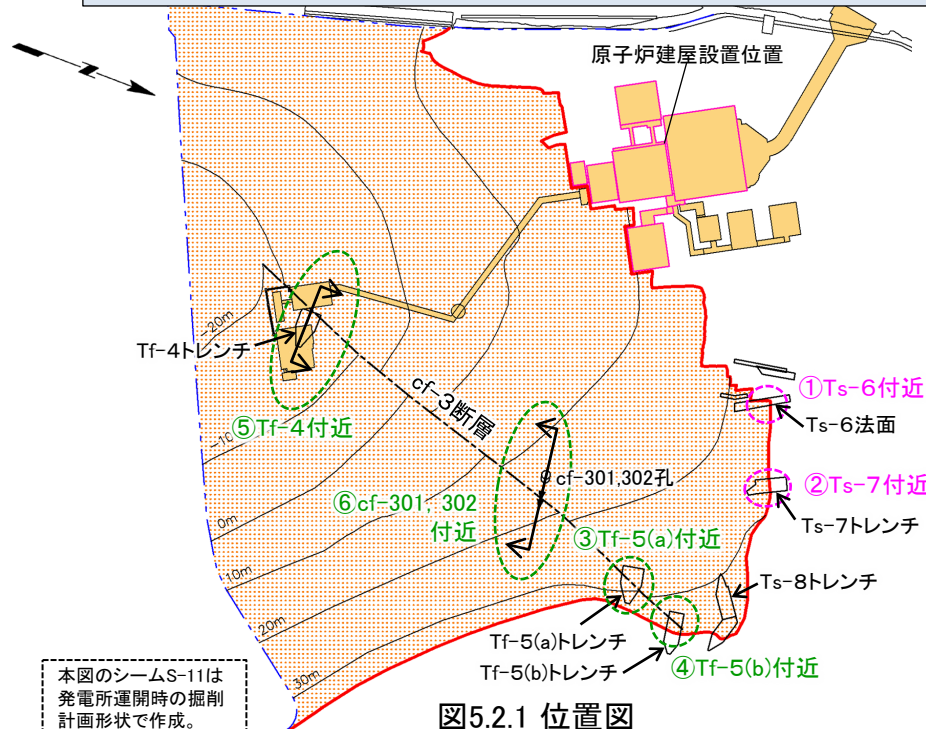 原子炉建屋設置位置
Z
-20m
Tf-4トレンチ
①Ts-6付近
Ts-6法面
cf-3断層
⑤Tf-4付近
-10m
cf-301,302孔
②Ts-7付近
⑥cf-301, 302
付近
Ts-7トレンチ
0m
③Tf-5(a)付近
10m
Ts-8トレンチ
20m
Tf-5(a)トレンチ
Tf-5(b)トレンチ
④Tf-5(b)付近
30m
本図のシームS-11は
発電所運開時の掘削
計画形状で作成。
図5.2.1 位置図